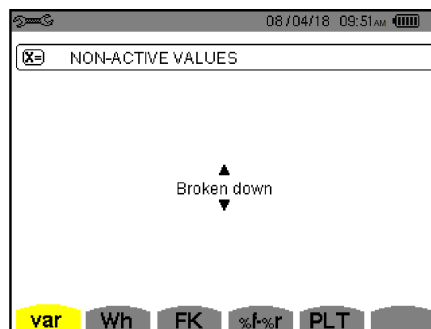 08/04/18 09:51AM
X= NON-ACTIVE VALUES
Broken down
var Wh FK %f-%r PLT